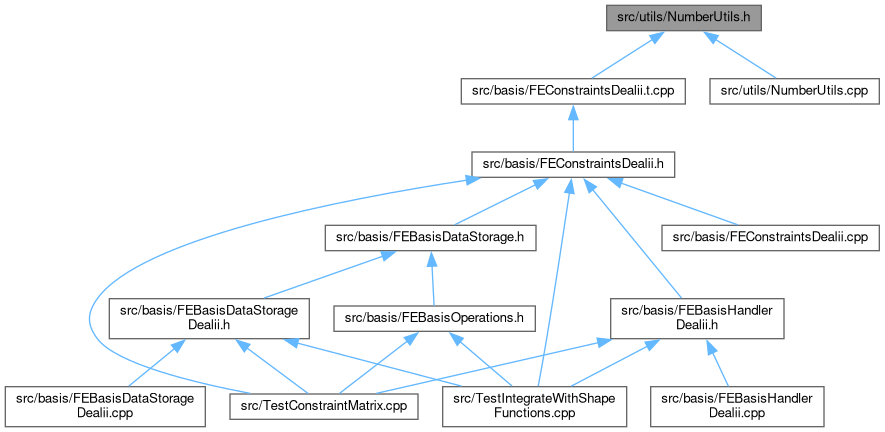 src/utils/NumberUtils.h
src/basis/FEConstraintsDealii.t.cpp
src/utils/NumberUtils.cpp
src/basis/FEConstraintsDealii.h
src/basis/FEBasisDataStorage.h
src/basis/FEConstraintsDealii.cpp
src/basis/FEBasisDataStorage
Dealii.h
src/basis/FEBasisOperations.h
src/basis/FEBasisHandler
Dealii.h
src/basis/FEBasisDataStorage
Dealii.cpp
src/TestConstraintMatrix.cpp
src/TestIntegrateWithShape
Functions.cpp
src/basis/FEBasisHandler
Dealii.cpp